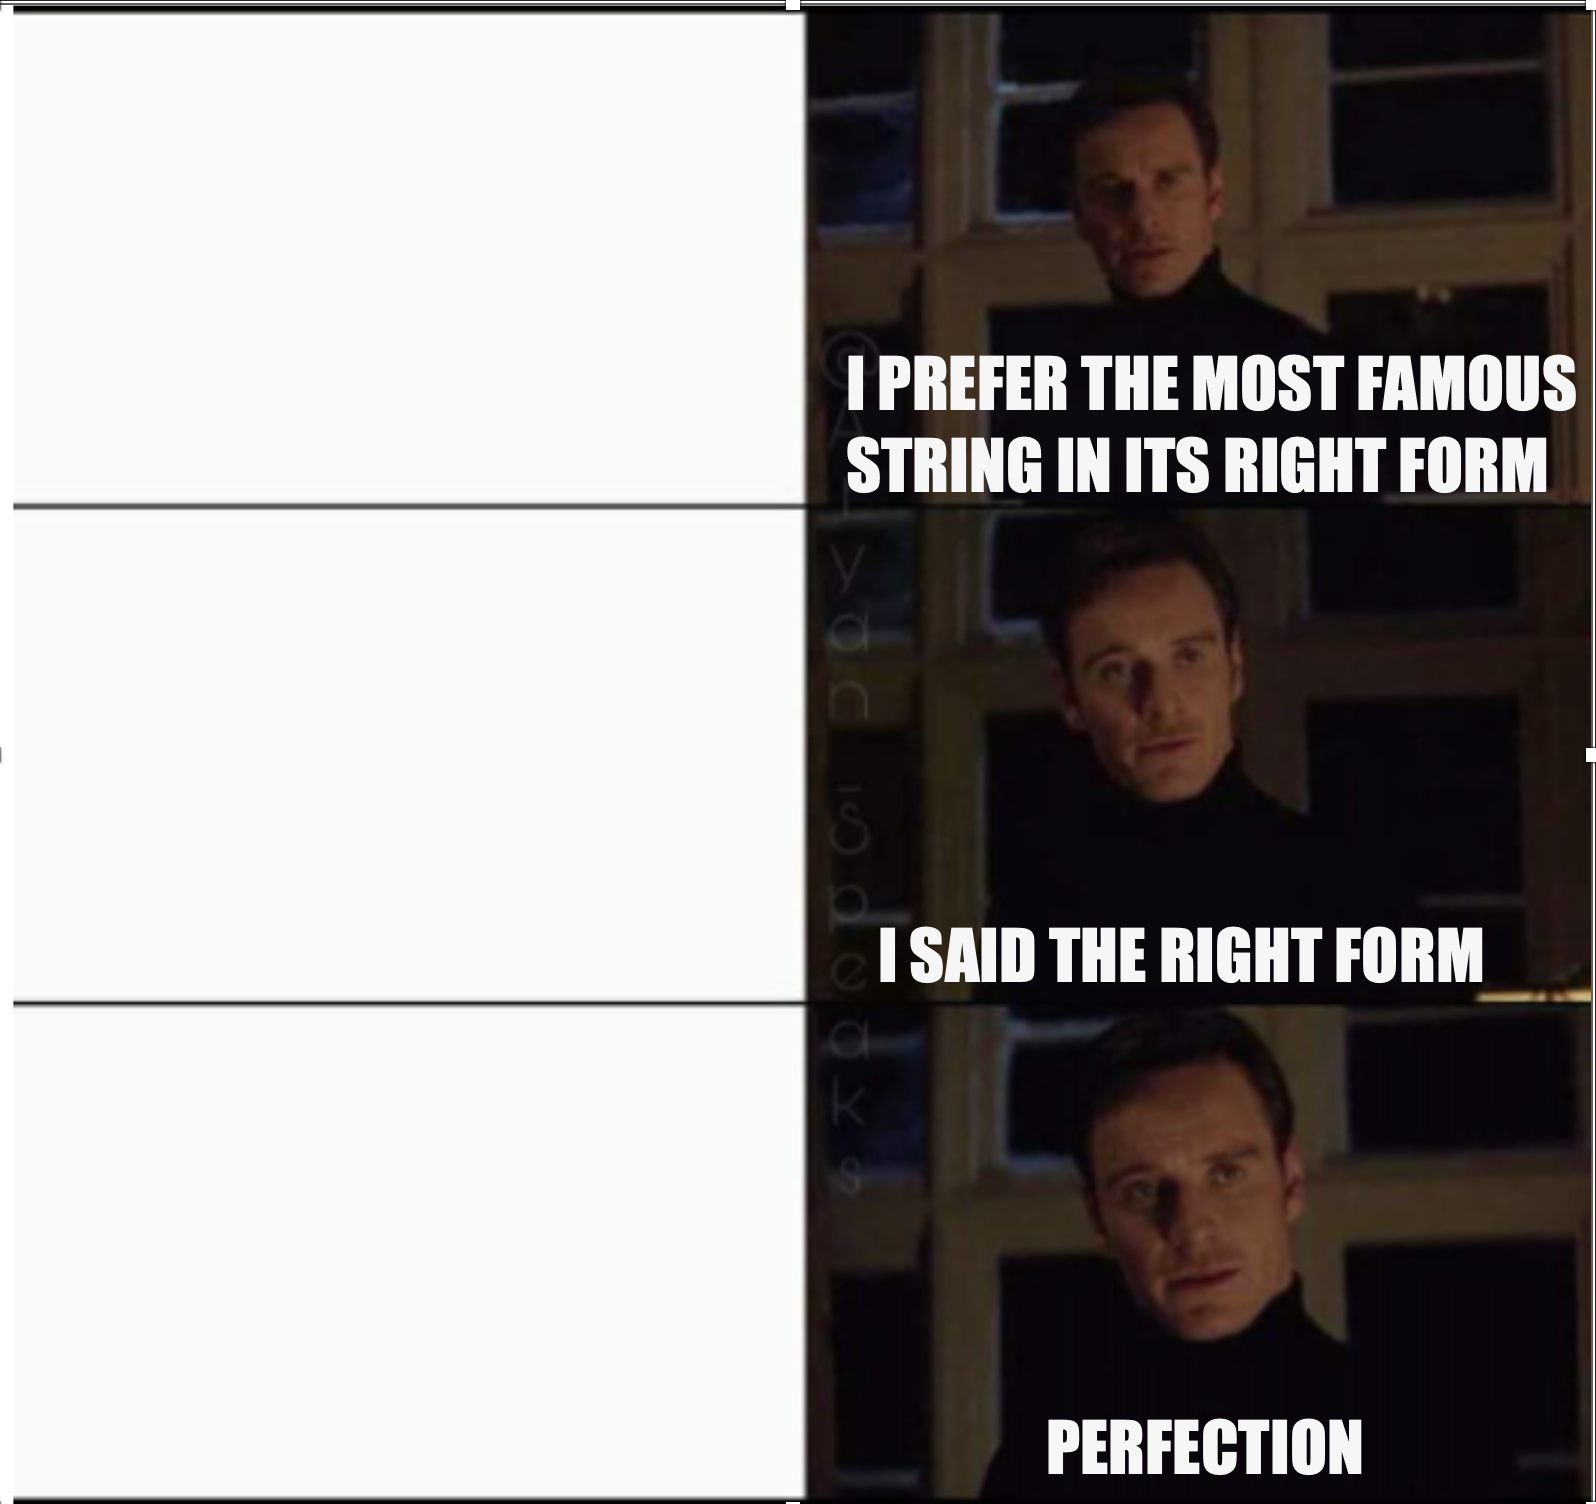 I PREFER THE MOST FAMOUS
STRING IN ITS RIGHT FORM
I SAID THE RIGHT FORM
PERFECTION